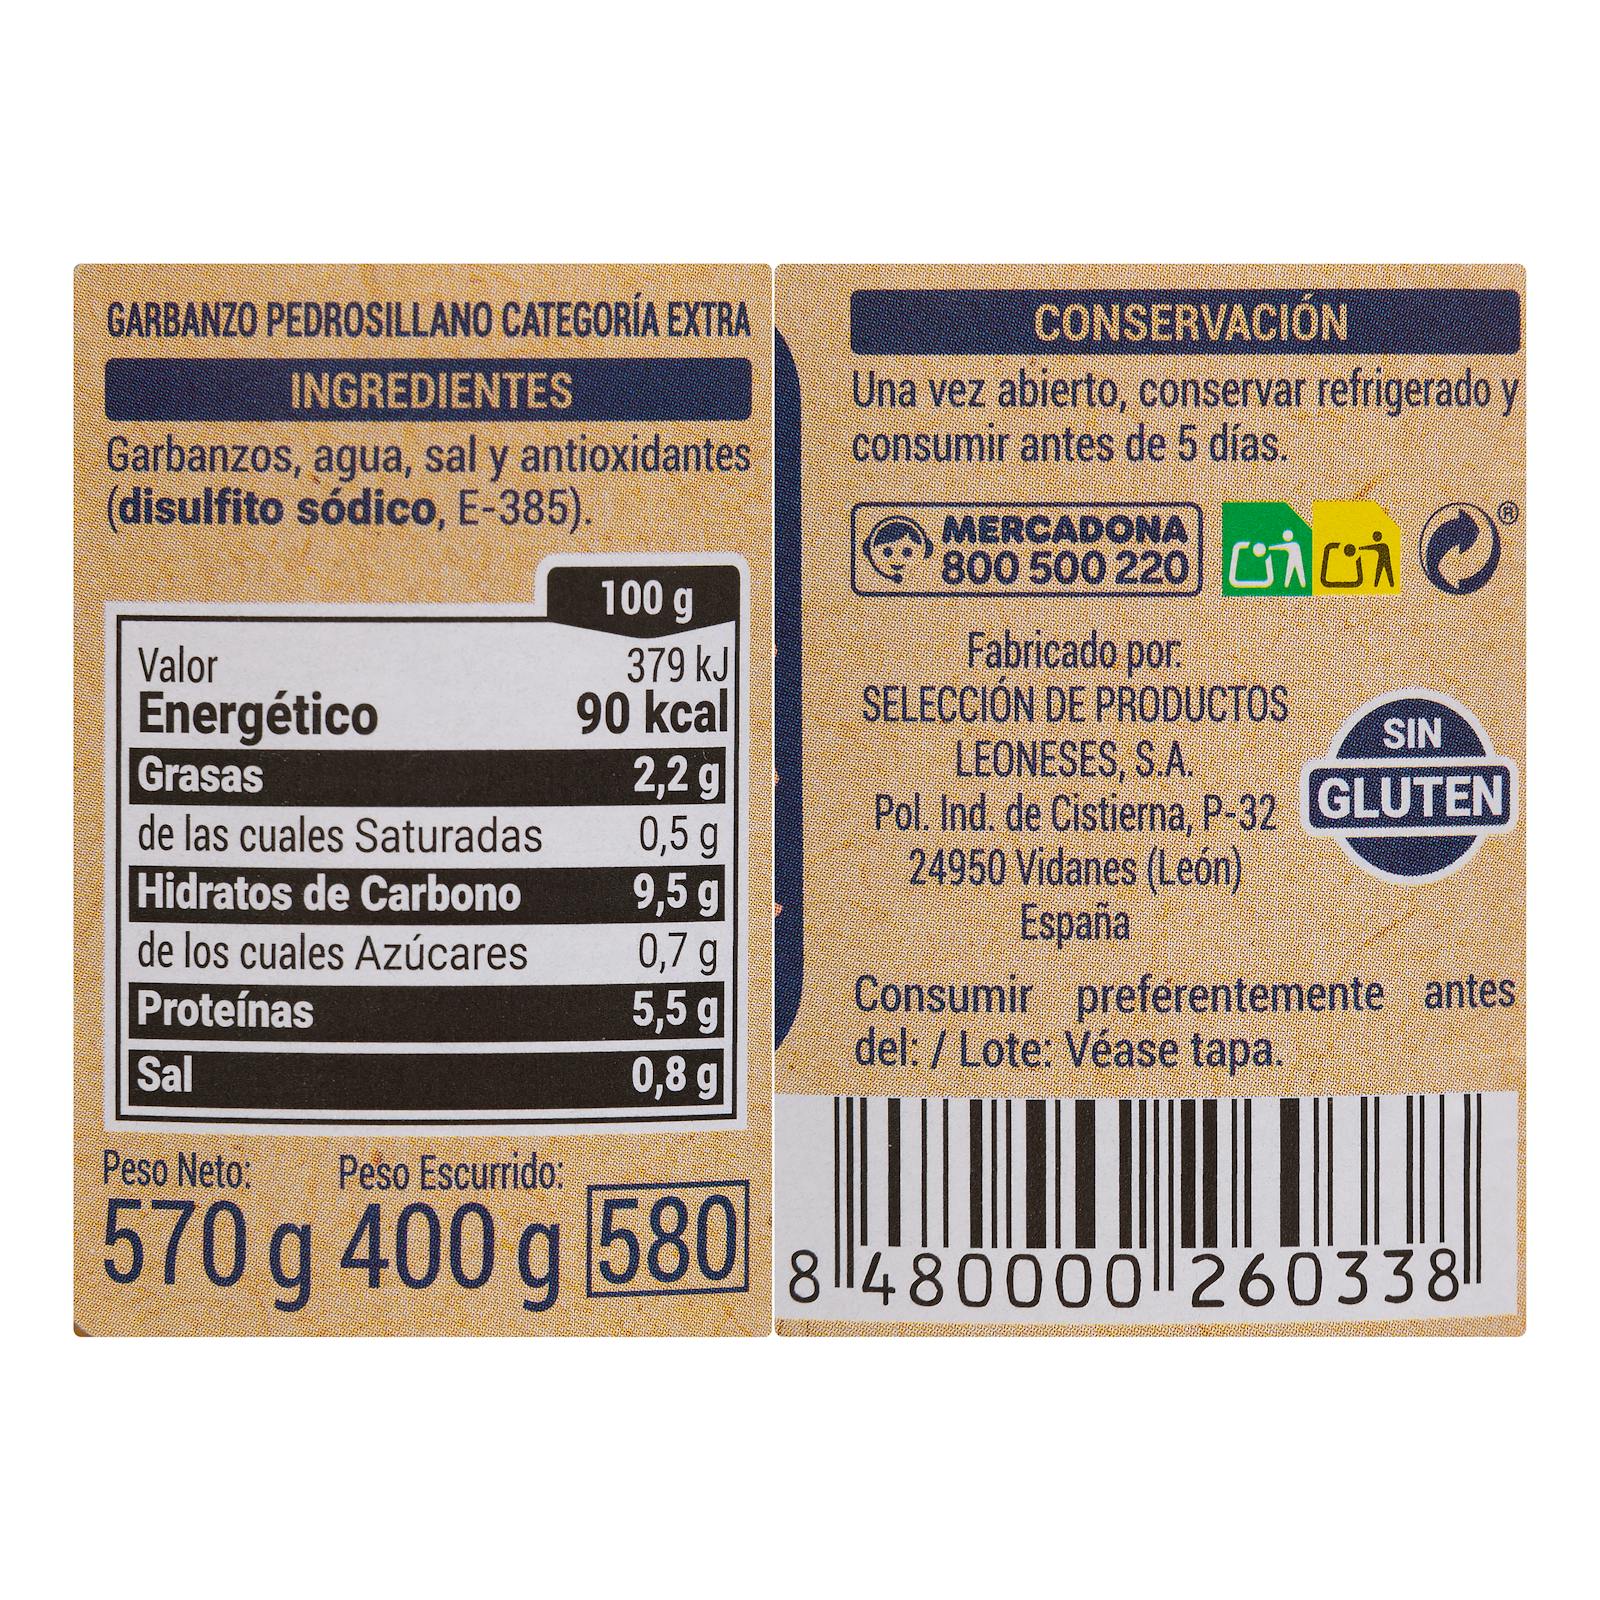 GARBANZO PEDROSILLANO CATEGORÍA EXTRA
INGREDIENTES
Garbanzos, agua, sal y antioxidantes
(disulfito sódico, E-385).
100 g
Valor 379 kJ
Energético 90 kcal
Grasas 2,2 g
de las cuales Saturadas 0,5 g
Hidratos de Carbono 9,5 g
de los cuales Azúcares 0,7 g
Proteínas 5,5 g
Sal 0,8 g
Peso Neto: Peso Escurrido:
570 g 400 g 580
CONSERVACIÓN
Una vez abierto, conservar refrigerado y
consumir antes de 5 días.
MERCADONA
800 500 220
®
Fabricado por:
SELECCIÓN DE PRODUCTOS
LEONESES, S.A.
Pol. Ind. de Cistierna, P-32
24950 Vidanes (León)
España
SIN
GLUTEN
Consumir preferentemente antes
del: / Lote: Véase tapa.
8 480000 260338